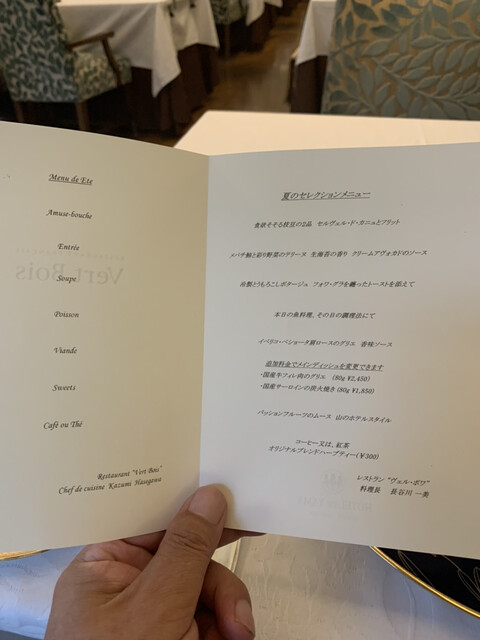 Menu de Ete
Amuse-bouche
Entrée
Soupe
Poisson
Viande
Sweets
Café ou Thé
Restaurant "Vert Bois"
Chef de cuisine Kazumi Hasegawa
Vert Bois
夏のセレクションメニュー
食欲そそる枝豆の2品 セルヴェル・ド・カニュとフリット
メバチ鮪と彩り野菜のテリーヌ 生海苔の香り クリームアヴォカドのソース
冷製とうもろこしポタージュ フォワ・グラを纏ったトーストを添えて
本日の魚料理、その日の調理法にて
イベリコ・ベジョータ肩ロースのグリエ 香味ソース
追加料金でメインディッシュを変更できます
・国産牛フィレ肉のグリエ (80g ¥2,450)
・国産サーロインの炭火焼き (80g ¥1,850)
パッションフルーツのムース 山のホテルスタイル
コーヒー又は、紅茶
オリジナルブレンドハーブティー(¥300)
レストラン "ヴェル・ボワ"
料理長 長谷川 一美